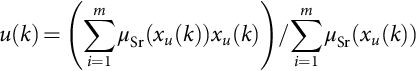 u(k) = ( ∑_{i=1}^{m} μ_{Sr}(x_u(k))x_u(k) ) / ∑_{i=1}^{m} μ_{Sr}(x_u(k))